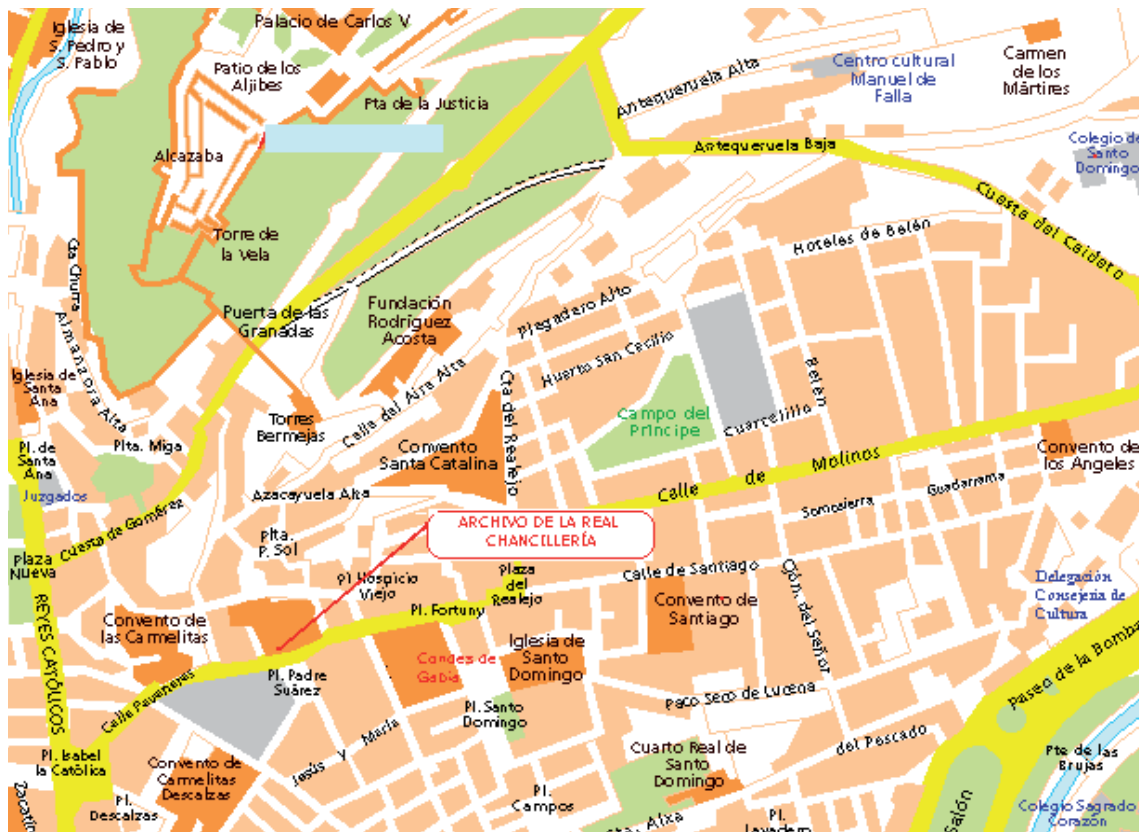 Palacio de Carlos V
Iglesia de
S. Pedro y
S. Pablo
Patio de los
Aljibes
Pta de la Justicia
Alcazaba
Antequeruela Alta
Centro cultural
Manuel de
Falla
Carmen
de los
Mártires
Antequeruela Baja
Colegio de
Santo
Domingo
Cuesta del Caidero
Torre de
la Vela
Hoteles de Belén
Cta Churra
Almanzora Alta
Puerta de las
Granadas
Fundación
Rodríguez
Acosta
Plegadero Alto
Huerto San Cecilio
Belén
Iglesia de
Santa
Ana
Calle del Aira Alta
Cta del Realejo
Campo del
Príncipe
Cuarcelillo
Torres
Bermejas
Plta. Miga
Pl. de
Santa
Ana
Juzgados
Convento
Santa Catalina
Calle de Molinos
Convento de
los Angeles
Azacayuela Alta
Somosierra
Guadarrama
Cuesta de Gomérez
Plaza
Nueva
Plta.
P. Sol
ARCHIVO DE LA REAL
CHANCILLERÍA
Pl Hospicio
Viejo
Plaza
del
Realejo
Calle de Santiago
Cjón. del Señor
Delegación
Consejeria de
Cultura
REYES CATÓLICOS
Convento de
las Carmelitas
Pl. Fortuny
Convento de
Santiago
Condes de
Gabia
Iglesia de
Santo
Domingo
Pl. Padre
Suárez
Calle Pavaneras
Pl. Santo
Domingo
Paco Seco de Lucena
Paseo de la Bomba
Jesús y María
del Pescado
Pl. Isabel
la Católica
Convento de
Carmelitas
Descalzas
Cuarto Real de
Santo
Domingo
Pte de las
Brujas
Zacatín
Pl.
Descalzas
Pl.
Campos
Aixa
Pl.
Salón
Colegio Sagrado
Corazón